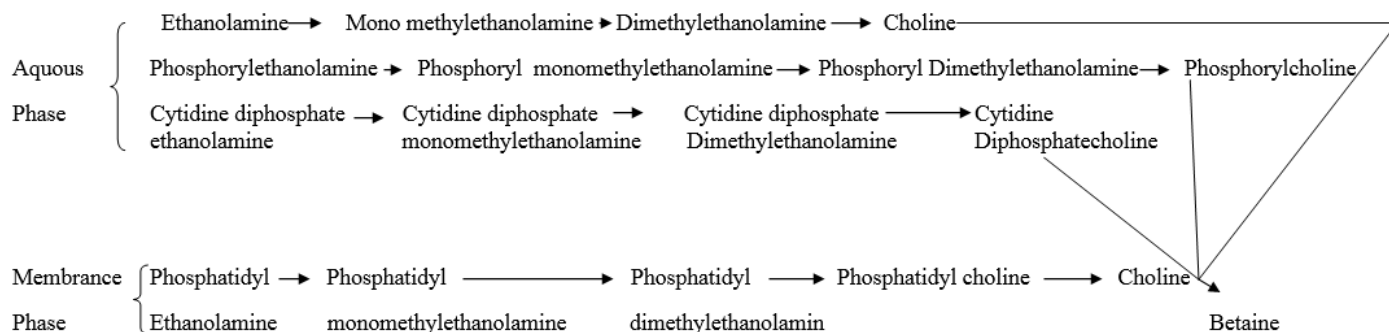 Ethanolamine Mono methylethanolamine Dimethylethanolamine Choline
Aquous Phosphorylethanolamine Phosphoryl monomethylethanolamine Phosphoryl Dimethylethanolamine Phosphorylcholine
Phase Cytidine diphosphate Cytidine diphosphate Cytidine diphosphate Cytidine
ethanolamine monomethylethanolamine Dimethylethanolamine Diphosphatecholine
Membrance Phosphatidyl Phosphatidyl Phosphatidyl Phosphatidyl choline Choline
Phase Ethanolamine monomethylethanolamine dimethylethanolamin Betaine